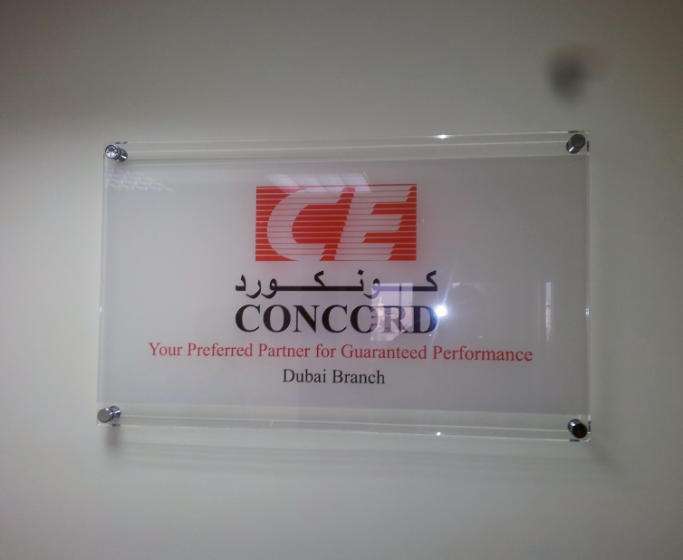 CE
كونكورد
CONCORD
Your Preferred Partner for Guaranteed Performance
Dubai Branch